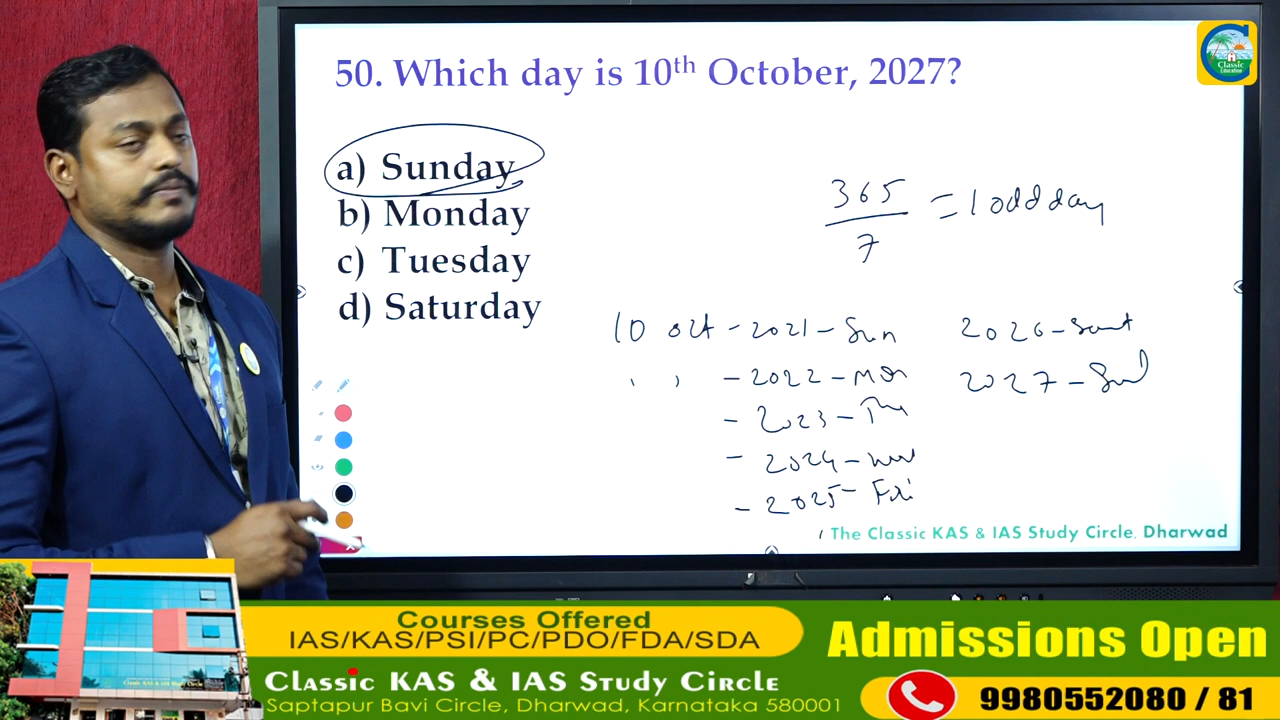 50. Which day is 10th October, 2027?
Classic
Education
a) Sunday
b) Monday
c) Tuesday
d) Saturday
365
7
= 1 odd day
10 Oct - 2021 - Sun
" - 2022 - Mon
- 2023 - Tu
- 2024 - Wed
- 2025 - Fri
2026 - Sat
2027 - Sun
The Classic KAS & IAS Study Circle, Dharwad
Courses Offered
IAS/KAS/PSI/PC/PDO/FDA/SDA
Classic KAS & IAS Study Circle
Saptapur Bavi Circle, Dharwad, Karnataka 580001
Admissions Open
9980552080 / 81